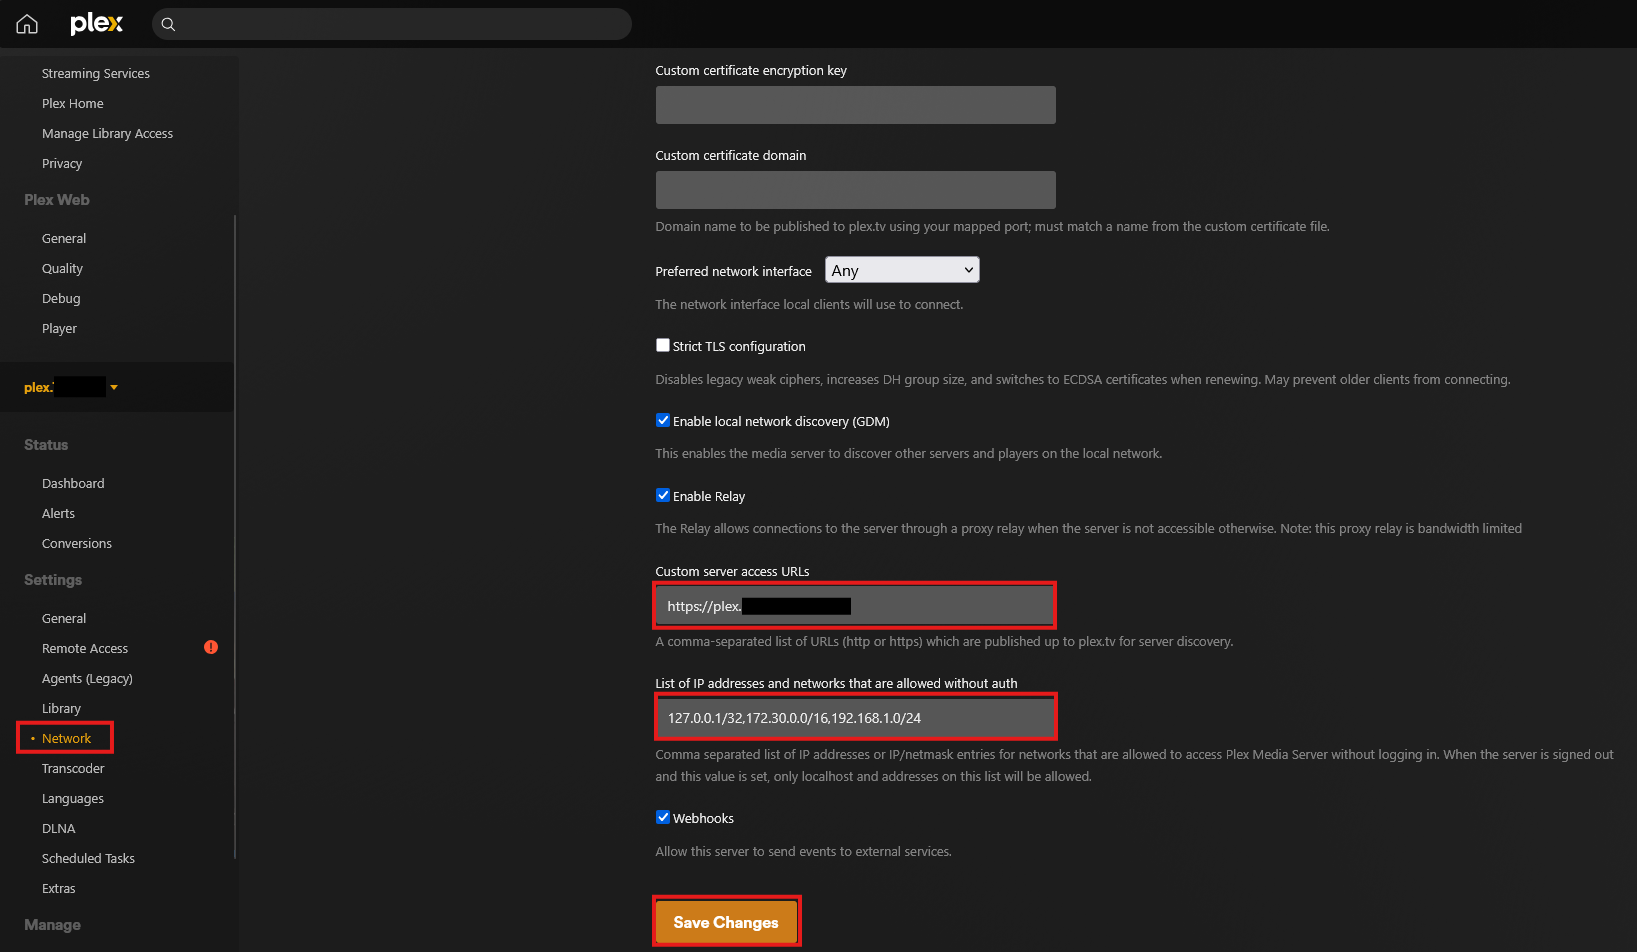 plex
Streaming Services
Plex Home
Manage Library Access
Privacy
Plex Web
General
Quality
Debug
Player
plex.
Status
Dashboard
Alerts
Conversions
Settings
General
Remote Access
Agents (Legacy)
Library
Network
Transcoder
Languages
DLNA
Scheduled Tasks
Extras
Manage
Custom certificate encryption key
Custom certificate domain
Domain name to be published to plex.tv using your mapped port; must match a name from the custom certificate file.
Preferred network interface Any
The network interface local clients will use to connect.
Strict TLS configuration
Disables legacy weak ciphers, increases DH group size, and switches to ECDSA certificates when renewing. May prevent older clients from connecting.
Enable local network discovery (GDM)
This enables the media server to discover other servers and players on the local network.
Enable Relay
The Relay allows connections to the server through a proxy relay when the server is not accessible otherwise. Note: this proxy relay is bandwidth limited
Custom server access URLs
https://plex.
A comma-separated list of URLs (http or https) which are published up to plex.tv for server discovery.
List of IP addresses and networks that are allowed without auth
127.0.0.1/32,172.30.0.0/16,192.168.1.0/24
Comma separated list of IP addresses or IP/netmask entries for networks that are allowed to access Plex Media Server without logging in. When the server is signed out
and this value is set, only localhost and addresses on this list will be allowed.
Webhooks
Allow this server to send events to external services.
Save Changes